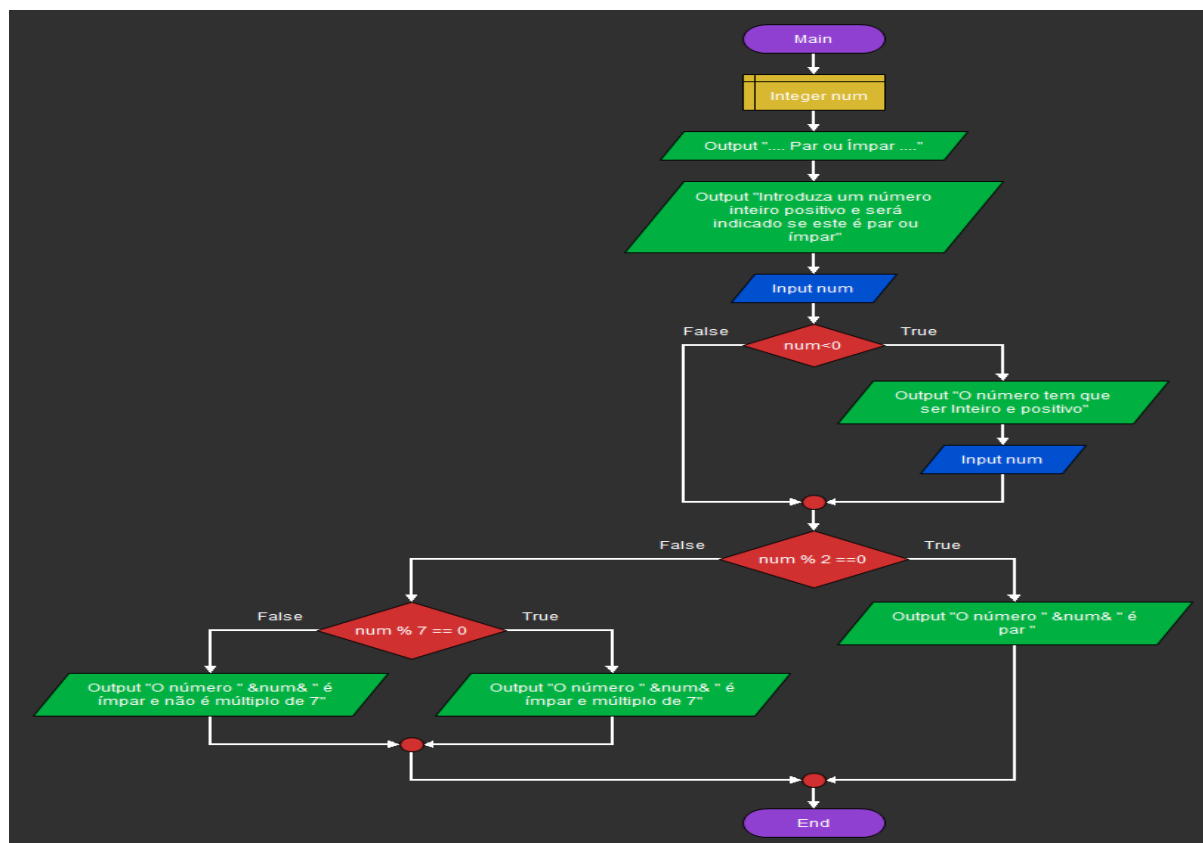 Main
Integer num
Output ".... Par ou Ímpar ...."
Output "Introduza um número
inteiro positivo e será
indicado se este é par ou
ímpar"
Input num
False
True
num<0
Output "O número tem que
ser Inteiro e positivo"
Input num
False
True
num % 2 ==0
False
True
num % 7 == 0
Output "O número " &num& " é
par "
Output "O número " &num& " é
ímpar e não é múltiplo de 7"
Output "O número " &num& " é
ímpar e múltiplo de 7"
End